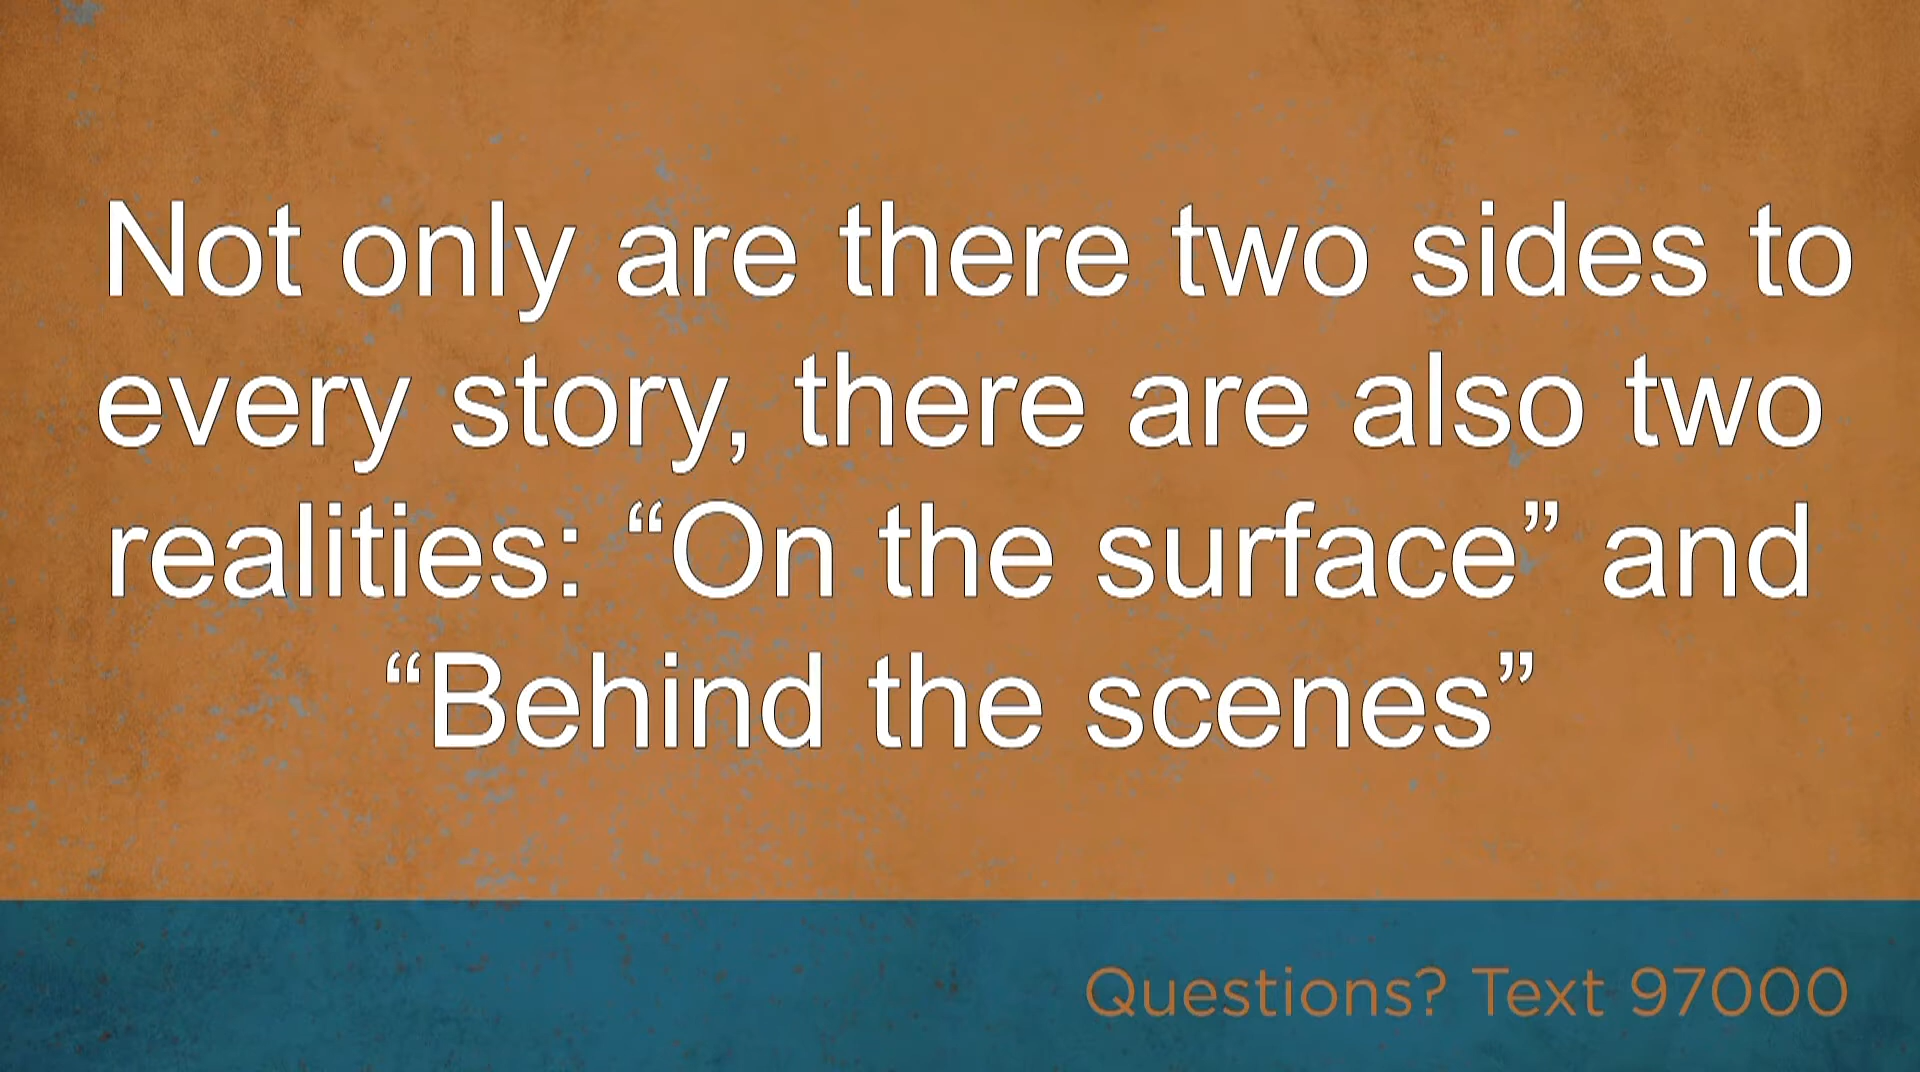 Not only are there two sides to
every story, there are also two
realities: “On the surface” and
“Behind the scenes”
Questions? Text 97000